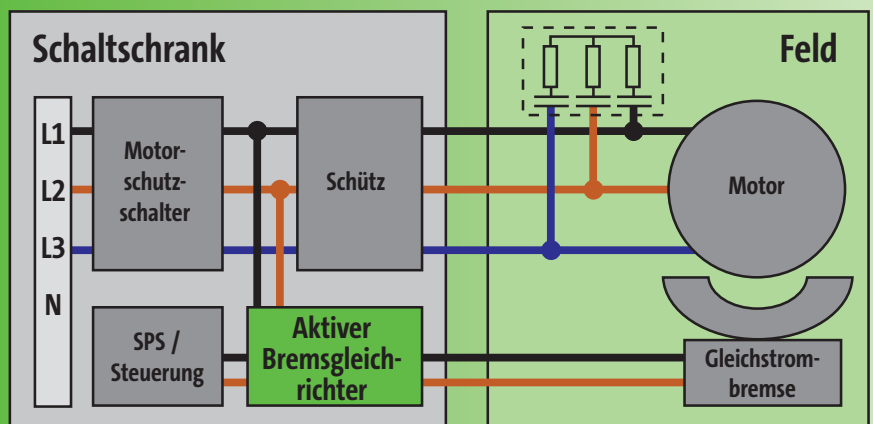 Schaltschrank
Feld
L1
L2
L3
N
Motor-
schutz-
schalter
Schütz
Motor
SPS /
Steuerung
Aktiver
Bremsgleich-
richter
Gleichstrom-
bremse